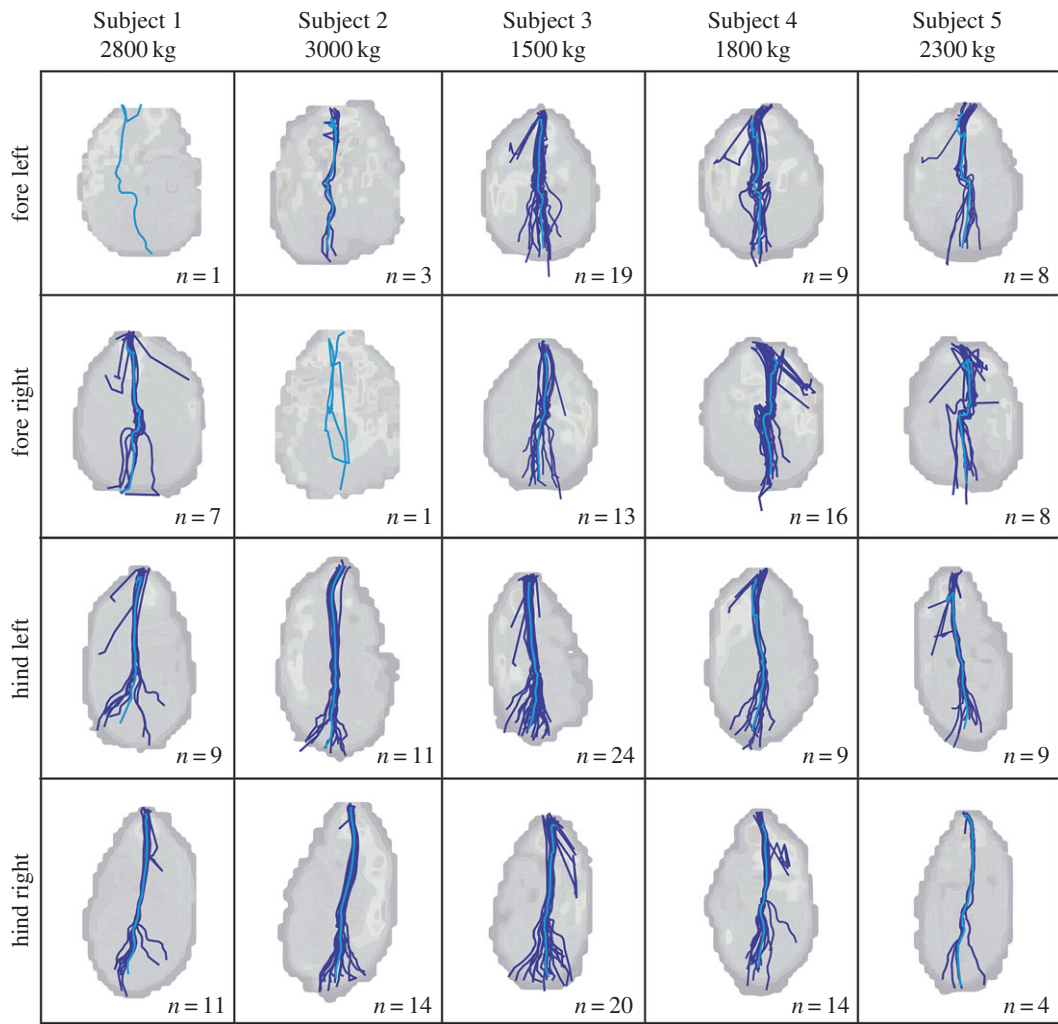 Subject 1 Subject 2 Subject 3 Subject 4 Subject 5
2800 kg 3000 kg 1500 kg 1800 kg 2300 kg
fore left
n = 1 n = 3 n = 19 n = 9 n = 8
fore right
n = 7 n = 1 n = 13 n = 16 n = 8
hind left
n = 9 n = 11 n = 24 n = 9 n = 9
hind right
n = 11 n = 14 n = 20 n = 14 n = 4